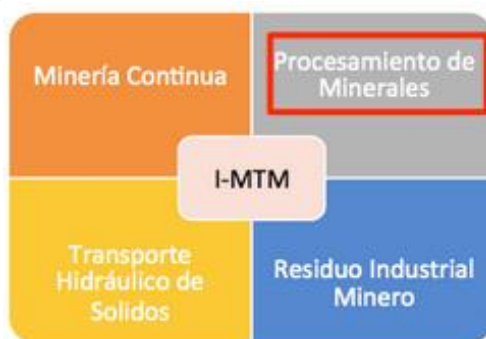 Minería Continua
Procesamiento de
Minerales
I-MTM
Transporte
Hidráulico de
Solidos
Residuo Industrial
Minero